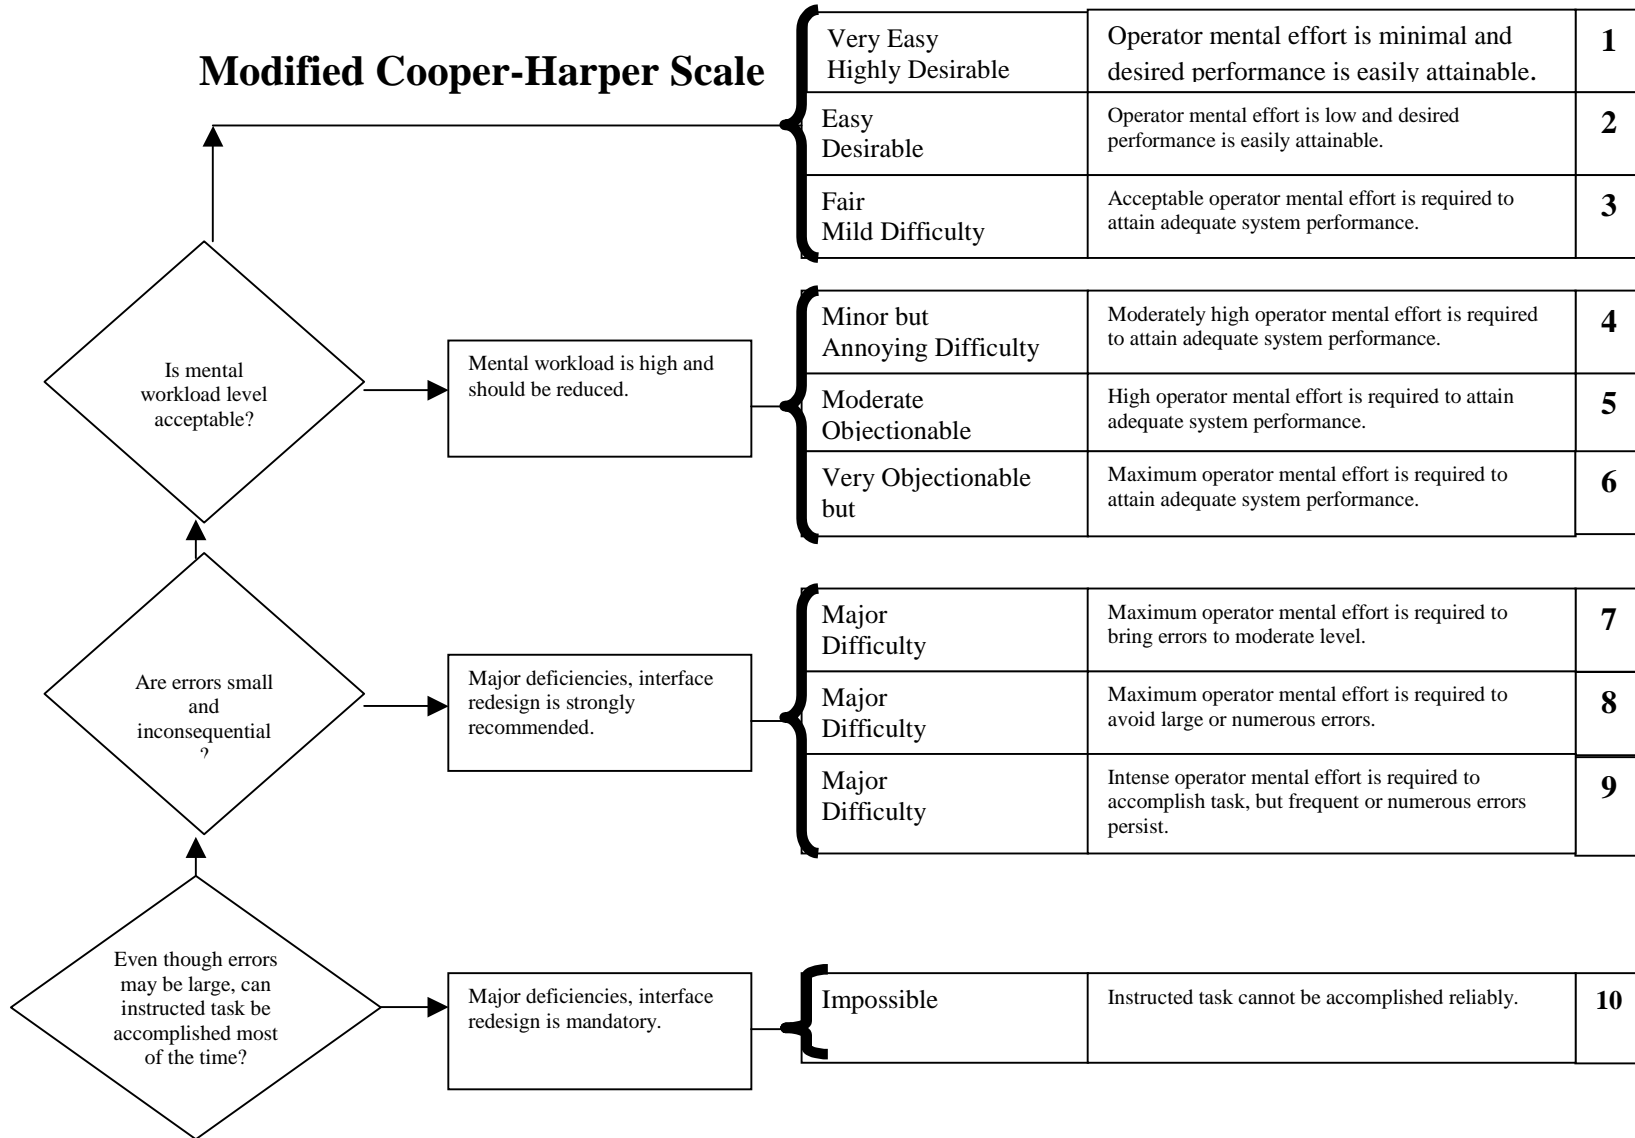 Modified Cooper-Harper Scale
Very Easy
Highly Desirable
Operator mental effort is minimal and
desired performance is easily attainable.
1
Easy
Desirable
Operator mental effort is low and desired
performance is easily attainable.
2
Fair
Mild Difficulty
Acceptable operator mental effort is required to
attain adequate system performance.
3
Is mental
workload level
acceptable?
Mental workload is high and
should be reduced.
Minor but
Annoying Difficulty
Moderately high operator mental effort is required
to attain adequate system performance.
4
Moderate
Objectionable
High operator mental effort is required to attain
adequate system performance.
5
Very Objectionable
but
Maximum operator mental effort is required to
attain adequate system performance.
6
Are errors small
and
inconsequential
?
Major deficiencies, interface
redesign is strongly
recommended.
Major
Difficulty
Maximum operator mental effort is required to
bring errors to moderate level.
7
Major
Difficulty
Maximum operator mental effort is required to
avoid large or numerous errors.
8
Major
Difficulty
Intense operator mental effort is required to
accomplish task, but frequent or numerous errors
persist.
9
Even though errors
may be large, can
instructed task be
accomplished most
of the time?
Major deficiencies, interface
redesign is mandatory.
Impossible
Instructed task cannot be accomplished reliably.
10